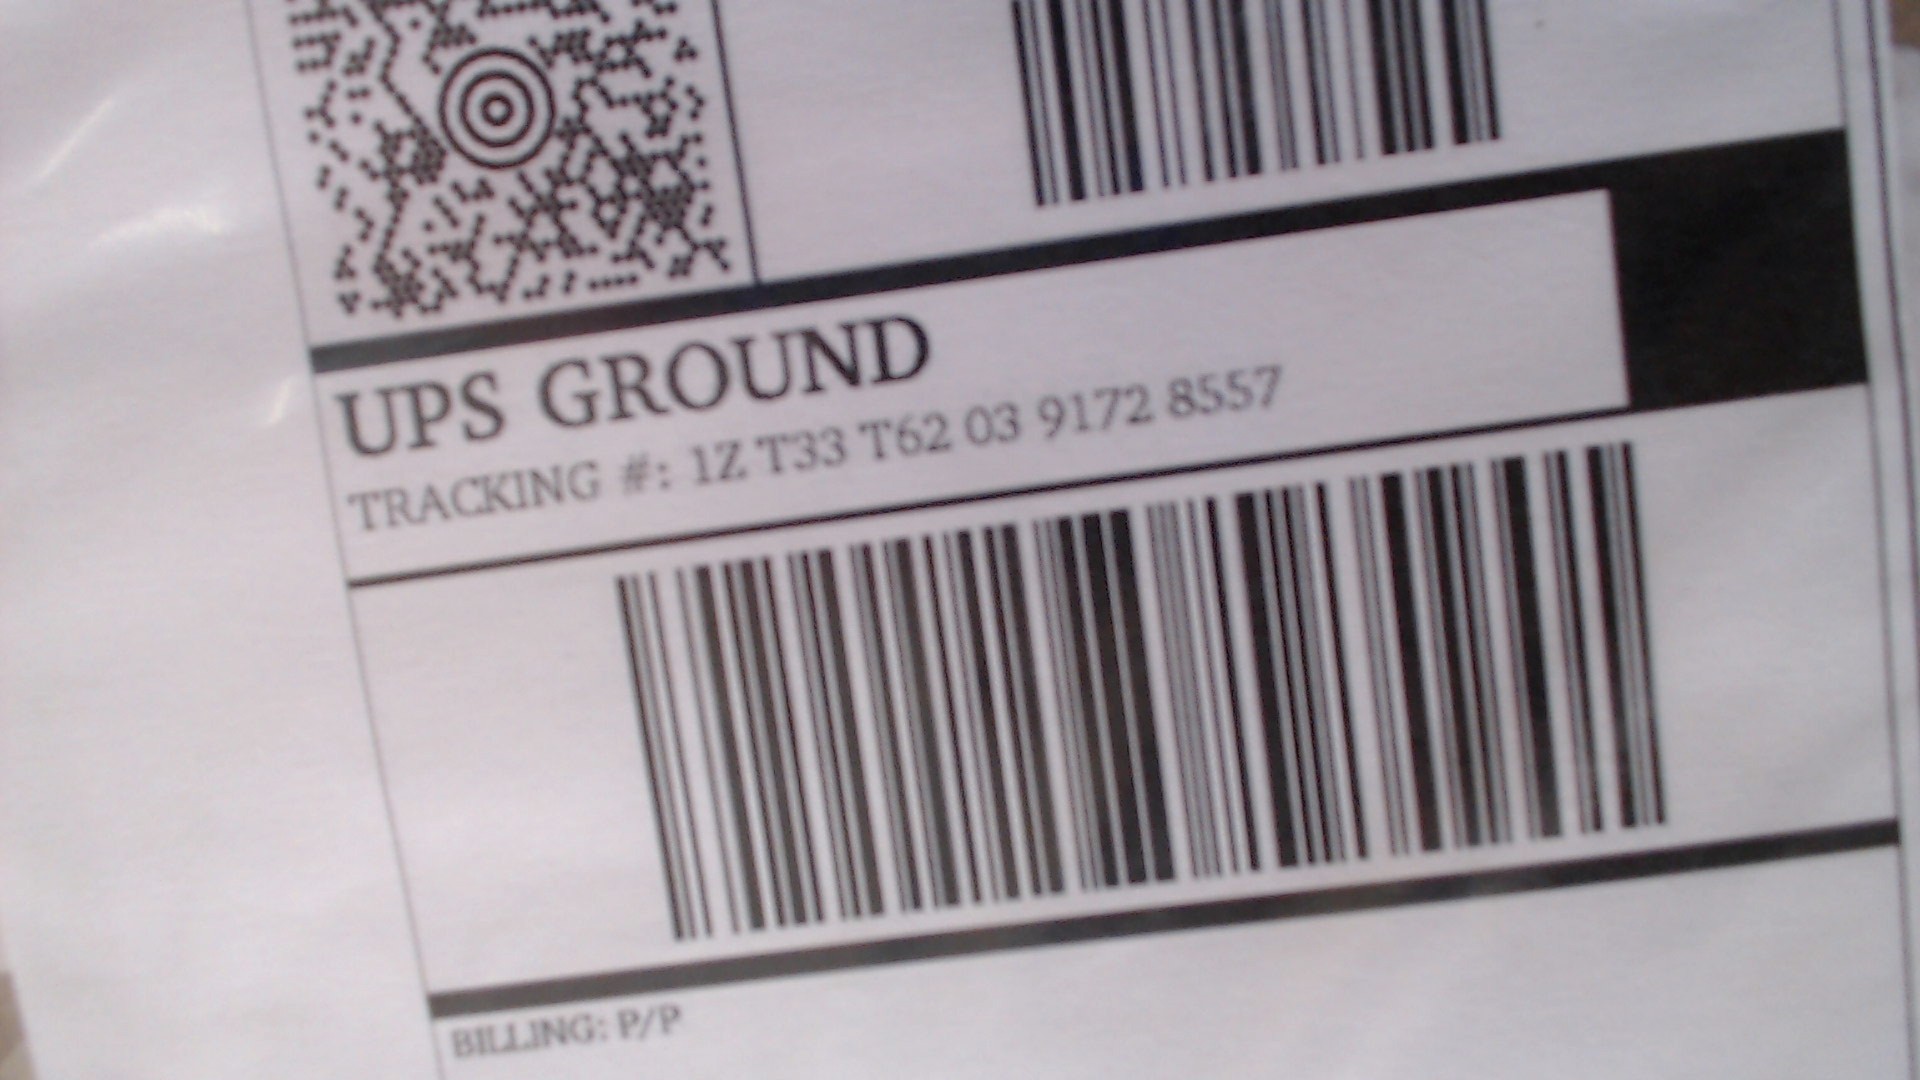 UPS GROUND
TRACKING #: 1Z T33 T62 03 9172 8557
BILLING: P/P